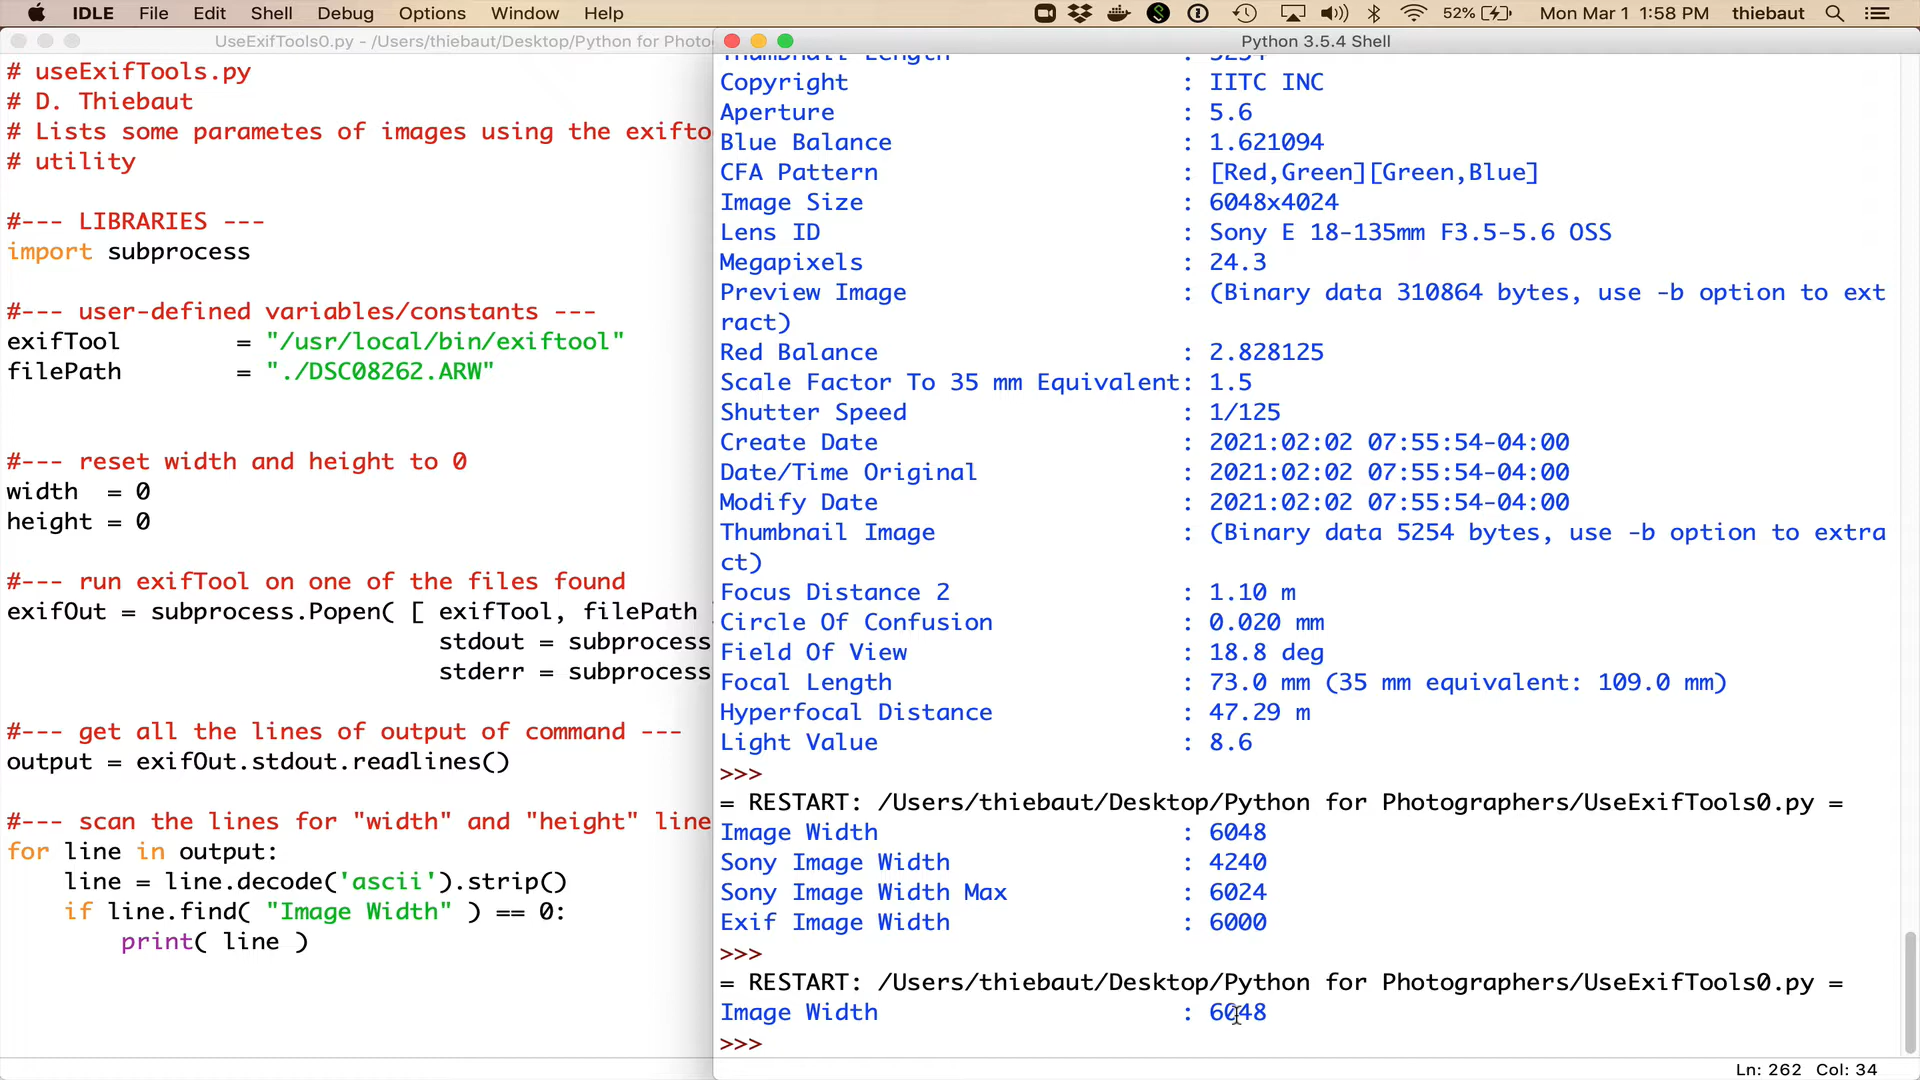 IDLE File Edit Shell Debug Options Window Help 52% Mon Mar 1 1:58 PM thiebaut
UseExifTools0.py - /Users/thiebaut/Desktop/Python for Photo
# useExifTools.py
# D. Thiebaut
# Lists some parametes of images using the exifto
# utility
#--- LIBRARIES ---
import subprocess
#--- user-defined variables/constants ---
exifTool = "/usr/local/bin/exiftool"
filePath = "./DSC08262.ARW"
#--- reset width and height to 0
width = 0
height = 0
#--- run exifTool on one of the files found
exifOut = subprocess.Popen( [ exifTool, filePath
stdout = subprocess
stderr = subprocess
#--- get all the lines of output of command ---
output = exifOut.stdout.readlines()
#--- scan the lines for "width" and "height" line
for line in output:
line = line.decode('ascii').strip()
if line.find( "Image Width" ) == 0:
print( line )
Python 3.5.4 Shell
Thumbnail Length : 5254
Copyright : IITC INC
Aperture : 5.6
Blue Balance : 1.621094
CFA Pattern : [Red,Green][Green,Blue]
Image Size : 6048x4024
Lens ID : Sony E 18-135mm F3.5-5.6 OSS
Megapixels : 24.3
Preview Image : (Binary data 310864 bytes, use -b option to ext
ract)
Red Balance : 2.828125
Scale Factor To 35 mm Equivalent: 1.5
Shutter Speed : 1/125
Create Date : 2021:02:02 07:55:54-04:00
Date/Time Original : 2021:02:02 07:55:54-04:00
Modify Date : 2021:02:02 07:55:54-04:00
Thumbnail Image : (Binary data 5254 bytes, use -b option to extra
ct)
Focus Distance 2 : 1.10 m
Circle Of Confusion : 0.020 mm
Field Of View : 18.8 deg
Focal Length : 73.0 mm (35 mm equivalent: 109.0 mm)
Hyperfocal Distance : 47.29 m
Light Value : 8.6
>>>
= RESTART: /Users/thiebaut/Desktop/Python for Photographers/UseExifTools0.py =
Image Width : 6048
Sony Image Width : 4240
Sony Image Width Max : 6024
Exif Image Width : 6000
>>>
= RESTART: /Users/thiebaut/Desktop/Python for Photographers/UseExifTools0.py =
Image Width : 6048
>>>
Ln: 262 Col: 34